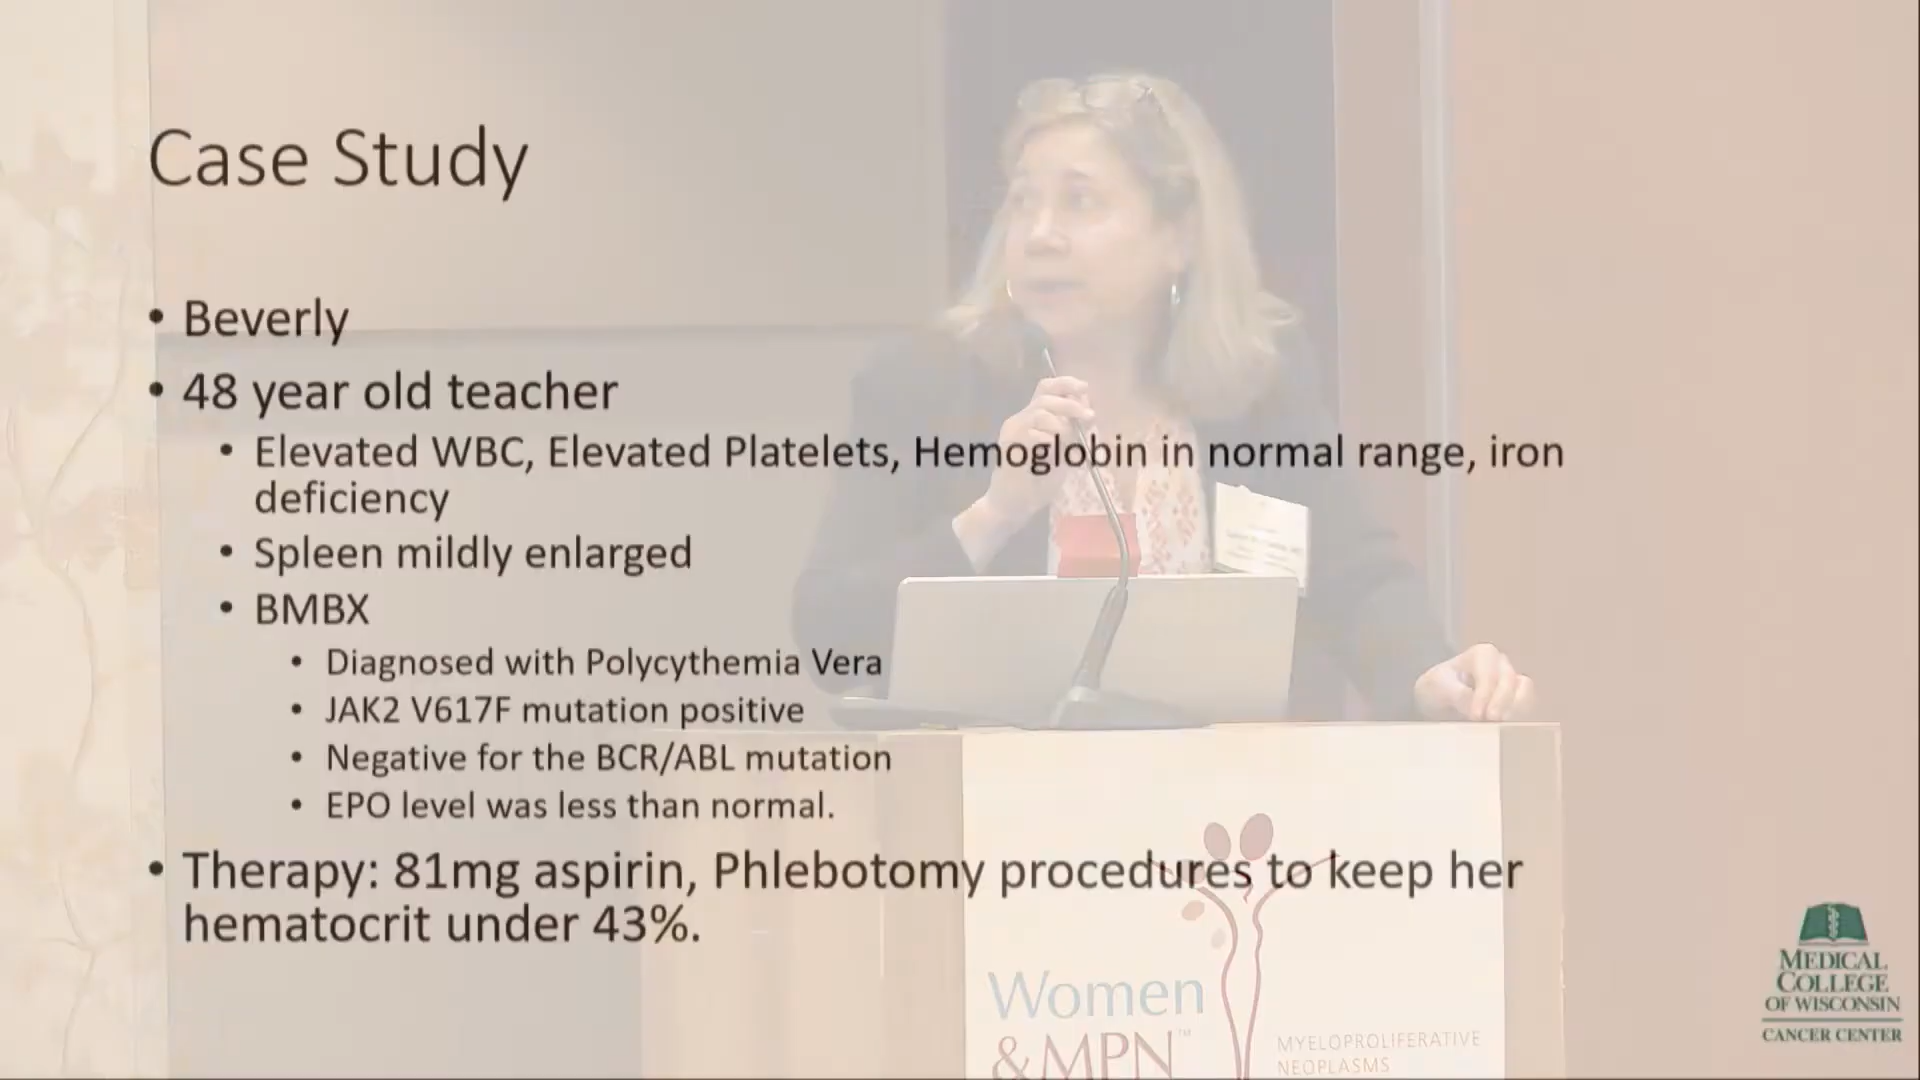 Case Study
• Beverly
• 48 year old teacher
• Elevated WBC, Elevated Platelets, Hemoglobin in normal range, iron
deficiency
• Spleen mildly enlarged
• BMBX
• Diagnosed with Polycythemia Vera
• JAK2 V617F mutation positive
• Negative for the BCR/ABL mutation
• EPO level was less than normal.
• Therapy: 81mg aspirin, Phlebotomy procedures to keep her
hematocrit under 43%.
Women
& MPN™
MYELOPROLIFERATIVE
NEOPLASMS
MEDICAL
COLLEGE
OF WISCONSIN
CANCER CENTER